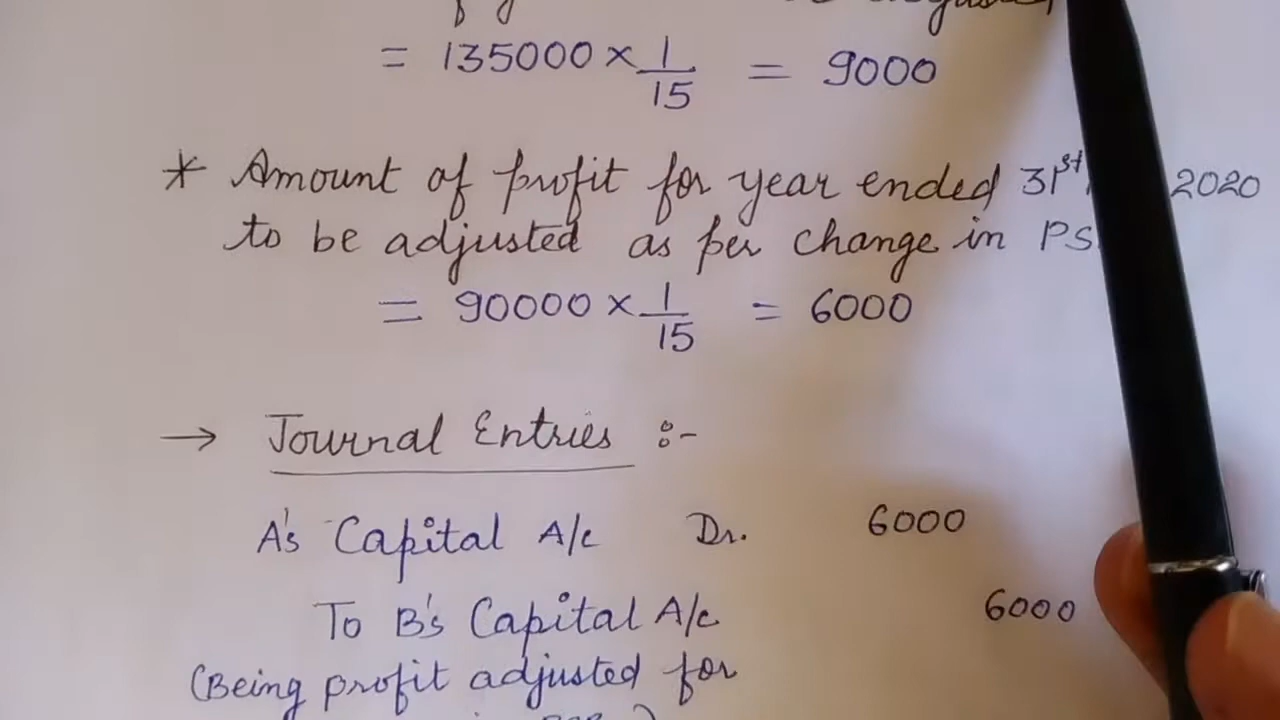 = 135000 × 1/15 = 9000
* Amount of profit for year ended 31st 2020
to be adjusted as per change in PS
= 90000 × 1/15 = 6000
→ Journal Entries :-
A's Capital A/c Dr. 6000
To B's Capital A/c 6000
(Being profit adjusted for